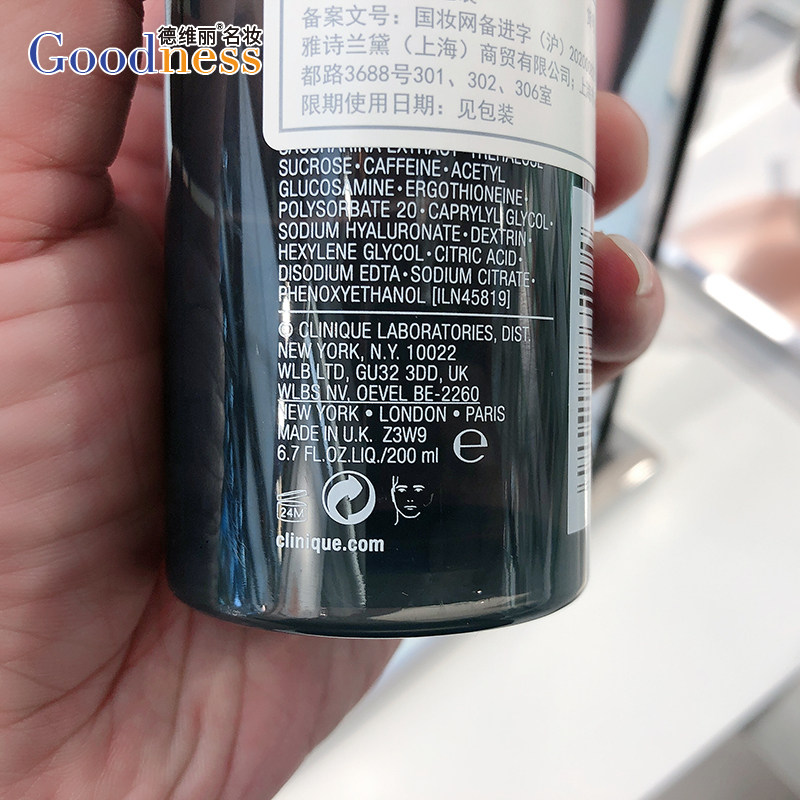 德维丽®名妆
Goodness
备案文号：国妆网备进字（沪）
雅诗兰黛（上海）商贸有限公司；上海
都路3688号301、302、306室
限期使用日期：见包装
SACCHARINA EXTRACT•TREHALOSE•
SUCROSE•CAFFEINE•ACETYL
GLUCOSAMINE•ERGOTHIONEINE•
POLYSORBATE 20•CAPRYLYL GLYCOL•
SODIUM HYALURONATE•DEXTRIN•
HEXYLENE GLYCOL•CITRIC ACID•
DISODIUM EDTA•SODIUM CITRATE•
PHENOXYETHANOL [ILN45819]
© CLINIQUE LABORATORIES, DIST.
NEW YORK, N.Y. 10022
WLB LTD, GU32 3DD, UK
WLBS NV. OEVEL BE-2260
NEW YORK • LONDON • PARIS
MADE IN U.K. Z3W9 e
6.7 FL.OZ.LIQ./200 ml
24M
clinique.com